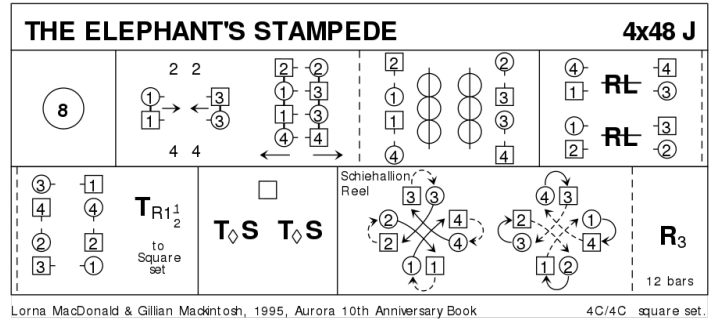 THE ELEPHANT'S STAMPEDE 4x48 J
8
2 2
1 3
1 3
4 4
2 2
1 3
1 3
4 4
2 2
1 3
1 3
4 4
4 4
1 RL 3
1 3
2 RL 2
3 1
4 4
2 2
3 1
T R1 1/2
to
Square
set
T◊S T◊S
Schiehallion
Reel
3 3
2 4
2 4
1 1
4 3
2 1
3 4
1 2
R3
12 bars
Lorna MacDonald & Gillian Mackintosh, 1995, Aurora 10th Anniversary Book 4C/4C square set.